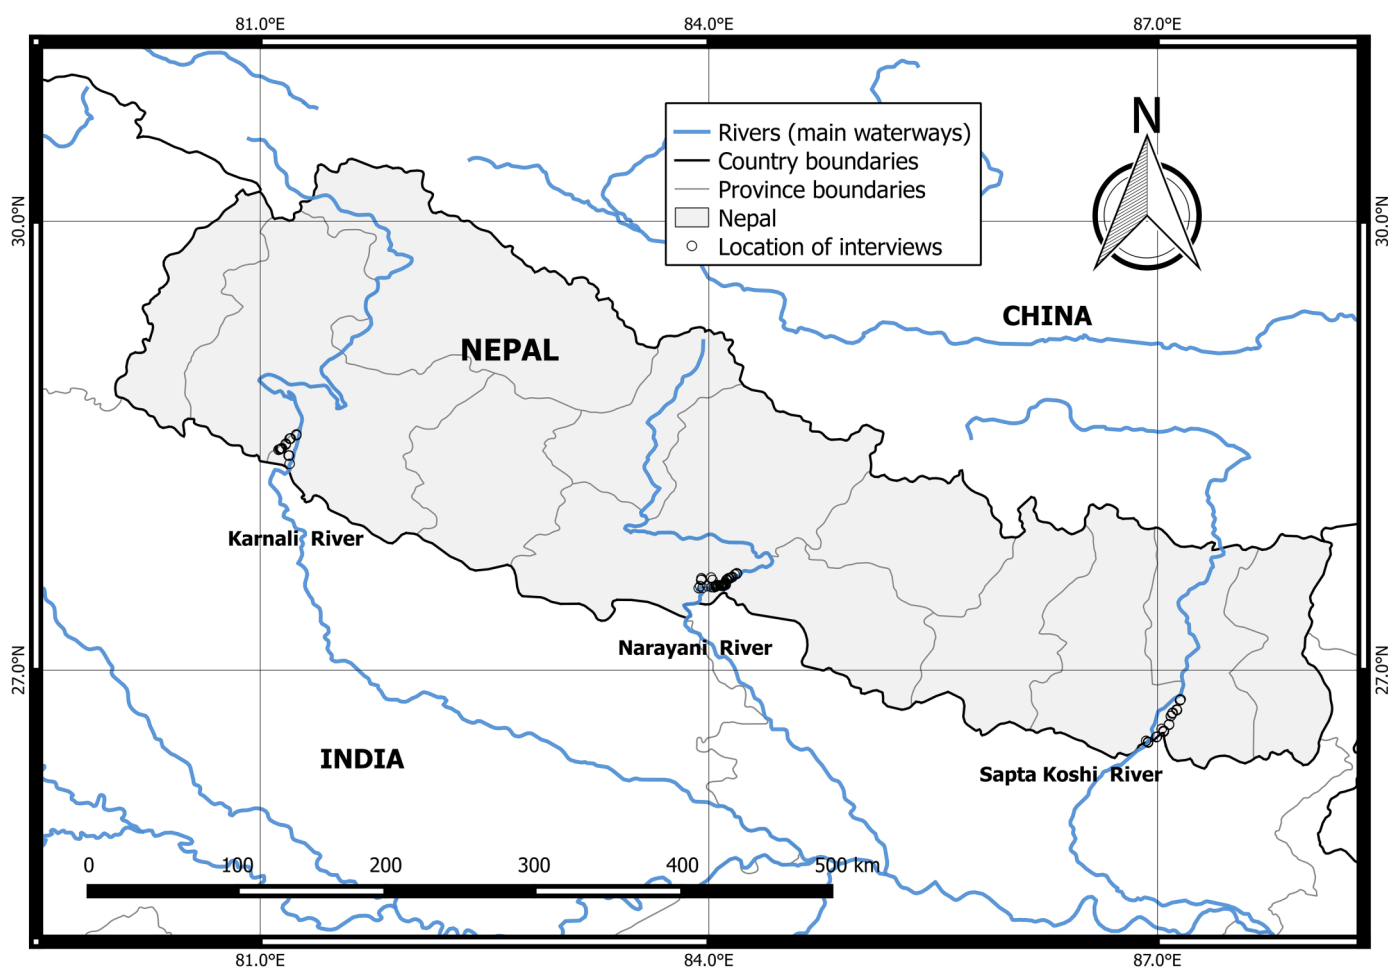 81.0°E 84.0°E 87.0°E
N
Rivers (main waterways)
Country boundaries
Province boundaries
Nepal
Location of interviews
30.0°N 30.0°N
CHINA
NEPAL
Karnali River
Narayani River
27.0°N 27.0°N
INDIA
Sapta Koshi River
0 100 200 300 400 500 km
81.0°E 84.0°E 87.0°E